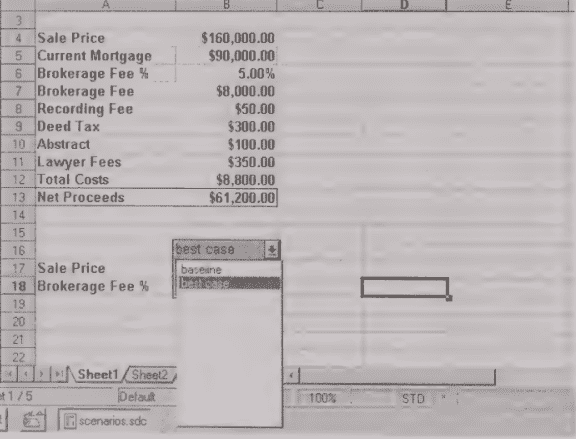 A B C D E
3
4 Sale Price $160,000.00
5 Current Mortgage $90,000.00
6 Brokerage Fee % 5.00%
7 Brokerage Fee $8,000.00
8 Recording Fee $50.00
9 Deed Tax $300.00
10 Abstract $100.00
11 Lawyer Fees $350.00
12 Total Costs $8,800.00
13 Net Proceeds $61,200.00
14
15
16 best case
17 Sale Price baseline
18 Brokerage Fee % best case
19
20
21
22
Sheet1 Sheet2
1 / 5 Default 100% STD *
scenarios.sdc